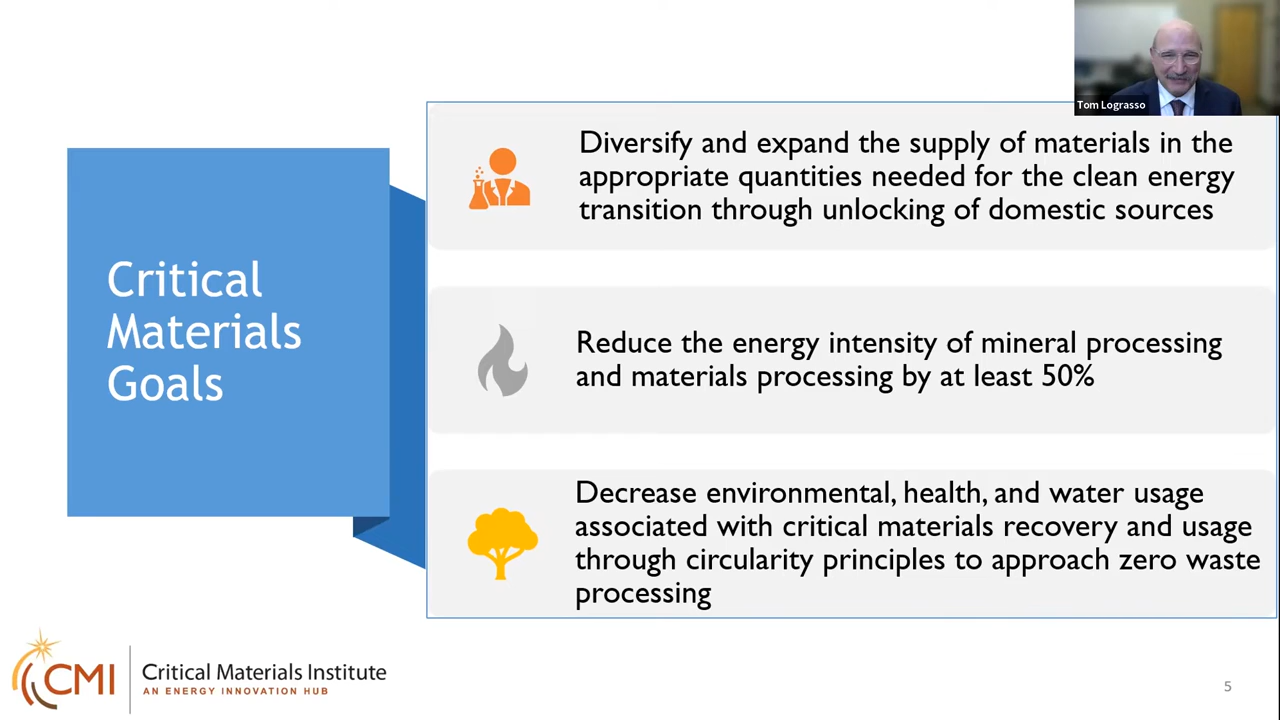 Tom Lograsso
Critical
Materials
Goals
Diversify and expand the supply of materials in the
appropriate quantities needed for the clean energy
transition through unlocking of domestic sources
Reduce the energy intensity of mineral processing
and materials processing by at least 50%
Decrease environmental, health, and water usage
associated with critical materials recovery and usage
through circularity principles to approach zero waste
processing
CMI
Critical Materials Institute
AN ENERGY INNOVATION HUB
5